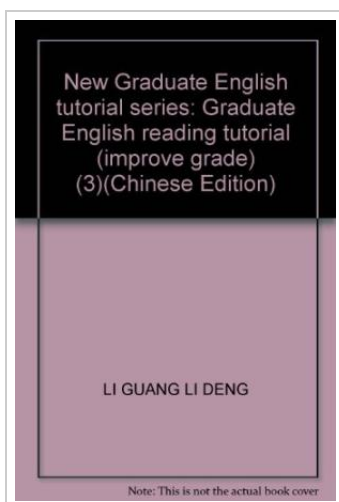 New Graduate English
tutorial series: Graduate
English reading tutorial
(improve grade)
(3)(Chinese Edition)
LI GUANG LI DENG
Note: This is not the actual book cover